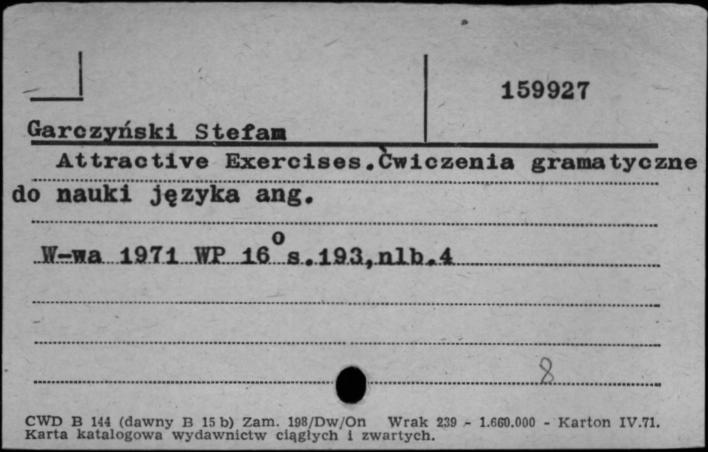 159927
Garczyński Stefan
Attractive Exercises.Ćwiczenia gramatyczne
do nauki języka ang.
W-wa 1971 WP 16° s.193,nlb.4
8
CWD B 144 (dawny B 15 b) Zam. 198/Dw/On Wrak 239 - 1.660.000 - Karton IV.71.
Karta katalogowa wydawnictw ciągłych i zwartych.